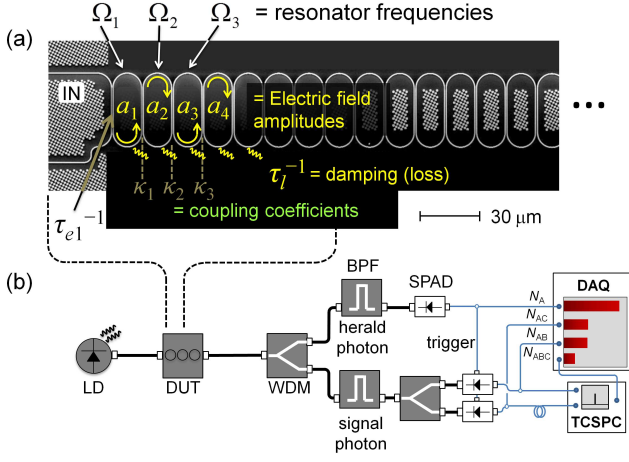 Ω1 Ω2 Ω3 = resonator frequencies
(a)
IN
a1 a2 a3 a4 = Electric field
amplitudes
τl−1 = damping (loss)
κ1 κ2 κ3
= coupling coefficients
τe1−1
30 μm
(b)
BPF
SPAD
herald
photon
trigger
NA
NAC
NAB
NABC
DAQ
LD
DUT
WDM
signal
photon
TCSPC